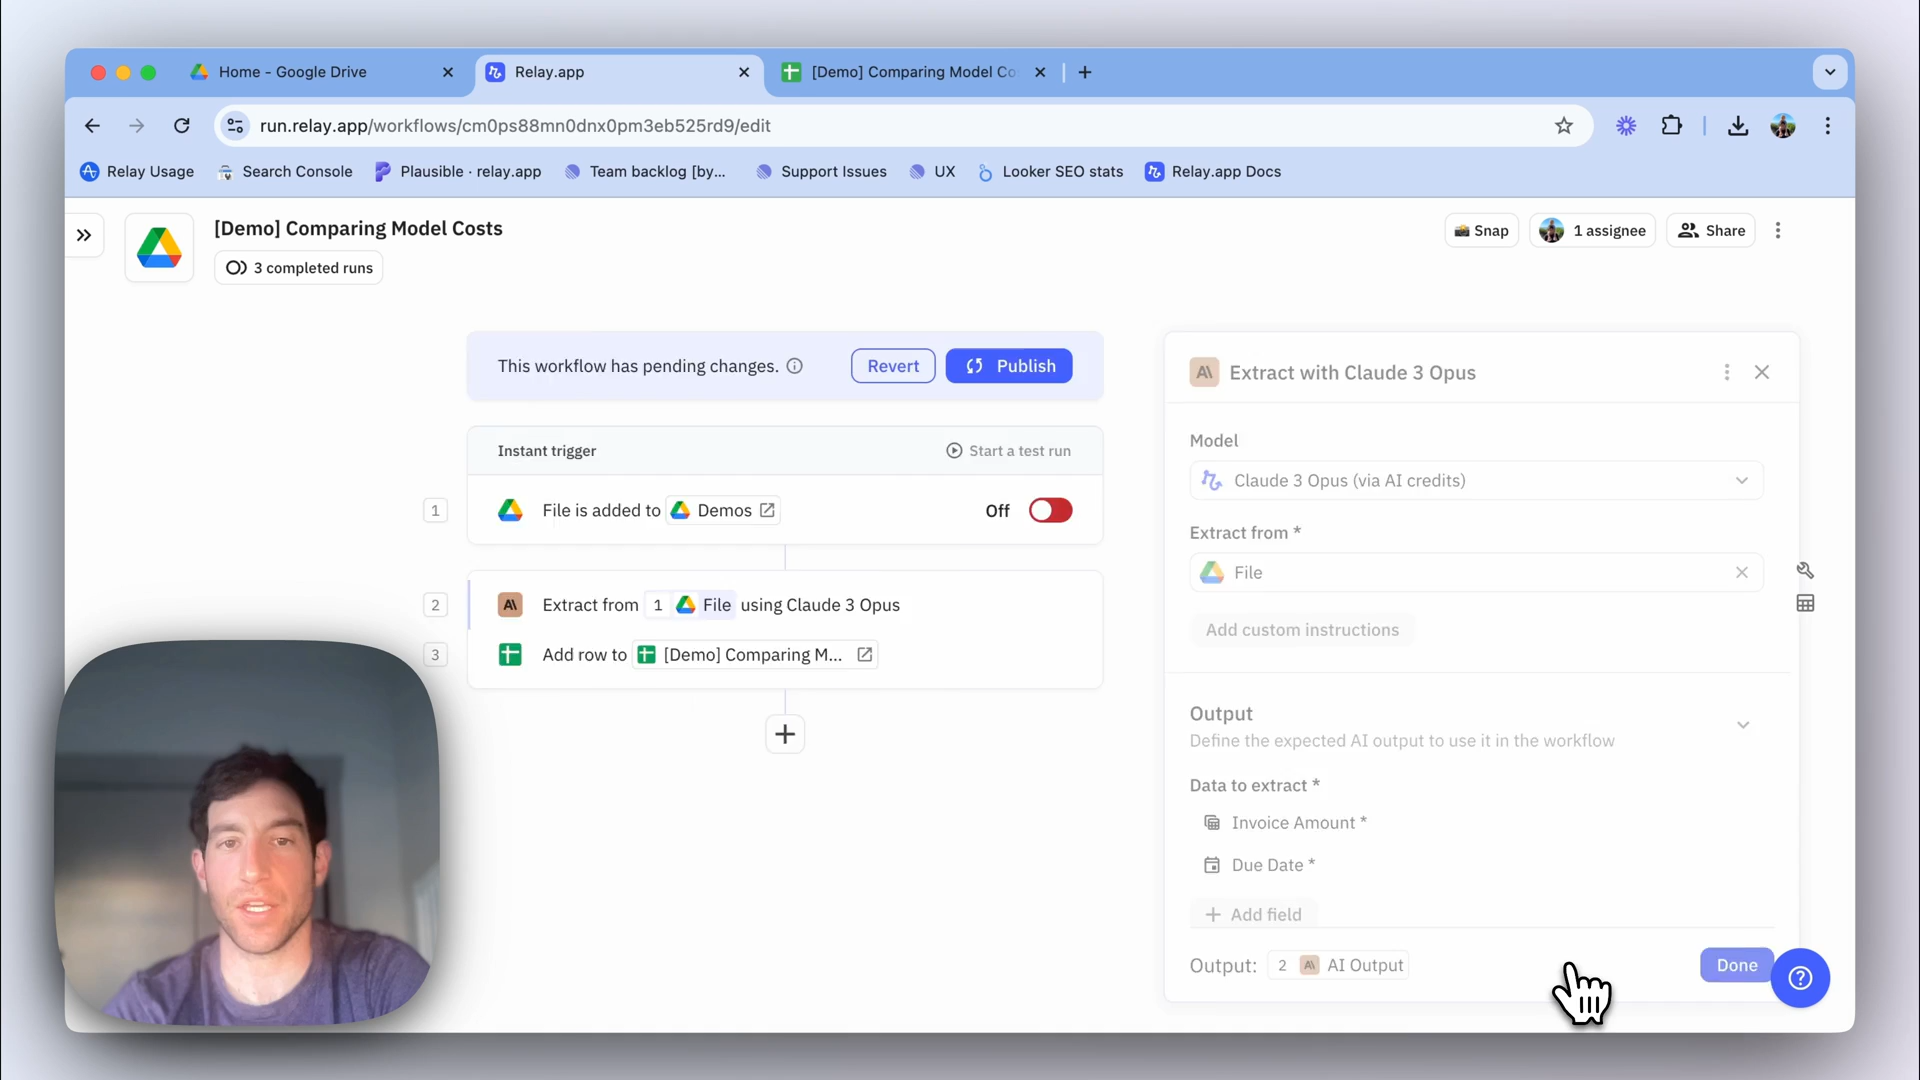 Home - Google Drive
Relay.app
[Demo] Comparing Model Co
run.relay.app/workflows/cm0ps88mn0dnx0pm3eb525rd9/edit
Relay Usage
Search Console
Plausible · relay.app
Team backlog [by...
Support Issues
UX
Looker SEO stats
Relay.app Docs
[Demo] Comparing Model Costs
3 completed runs
Snap
1 assignee
Share
This workflow has pending changes.
Revert
Publish
Instant trigger
Start a test run
1
File is added to Demos
Off
2
Extract from 1 File using Claude 3 Opus
3
Add row to [Demo] Comparing M...
Extract with Claude 3 Opus
Model
Claude 3 Opus (via AI credits)
Extract from *
File
Add custom instructions
Output
Define the expected AI output to use it in the workflow
Data to extract *
Invoice Amount *
Due Date *
Add field
Output: 2 AI Output
Done